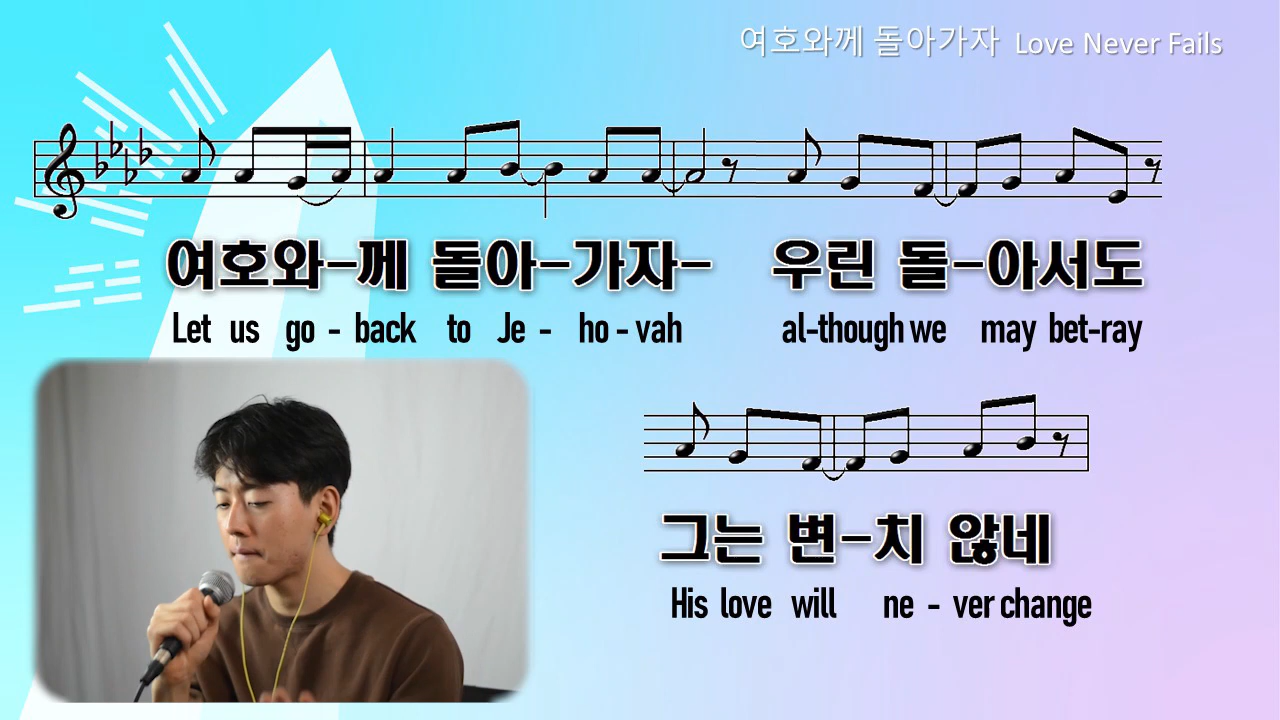 여호와께 돌아가자 Love Never Fails
여호와-께 돌아-가자- 우린 돌-아서도
Let us go - back to Je - ho - vah al-though we may bet-ray
그는 변-치 않네
His love will ne - ver change